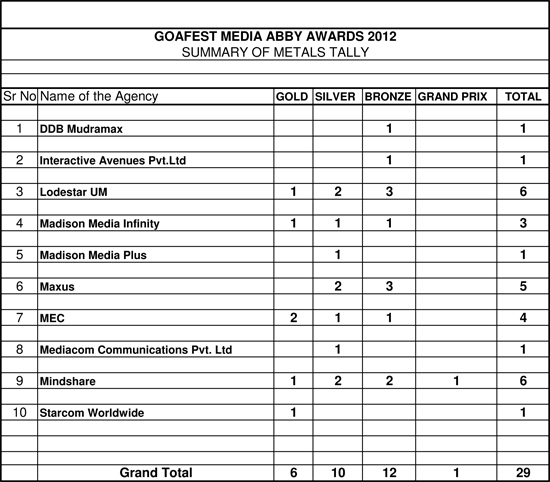 GOAFEST MEDIA ABBY AWARDS 2012
SUMMARY OF METALS TALLY
Sr No Name of the Agency GOLD SILVER BRONZE GRAND PRIX TOTAL
1 DDB Mudramax 1 1
2 Interactive Avenues Pvt.Ltd 1 1
3 Lodestar UM 1 2 3 6
4 Madison Media Infinity 1 1 1 3
5 Madison Media Plus 1 1
6 Maxus 2 3 5
7 MEC 2 1 1 4
8 Mediacom Communications Pvt. Ltd 1 1
9 Mindshare 1 2 2 1 6
10 Starcom Worldwide 1 1
Grand Total 6 10 12 1 29